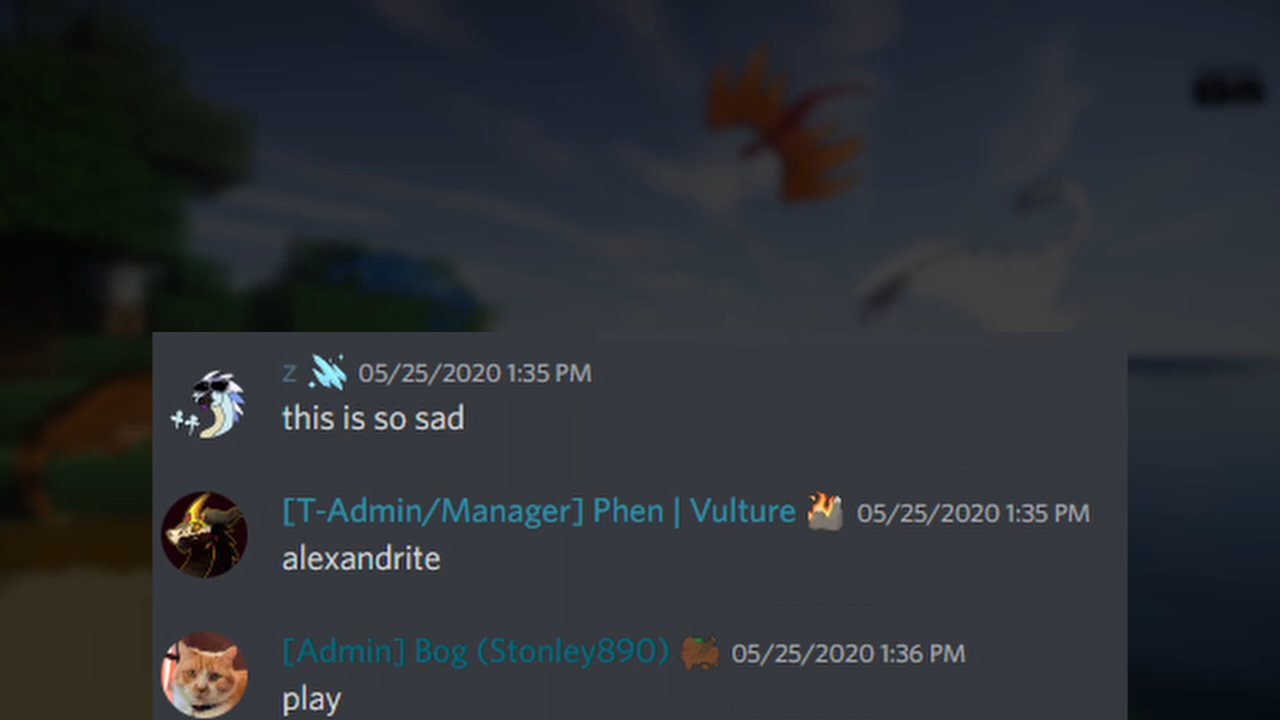 z 05/25/2020 1:35 PM
this is so sad
[T-Admin/Manager] Phen | Vulture 05/25/2020 1:35 PM
alexandrite
[Admin] Bog (Stonley890) 05/25/2020 1:36 PM
play